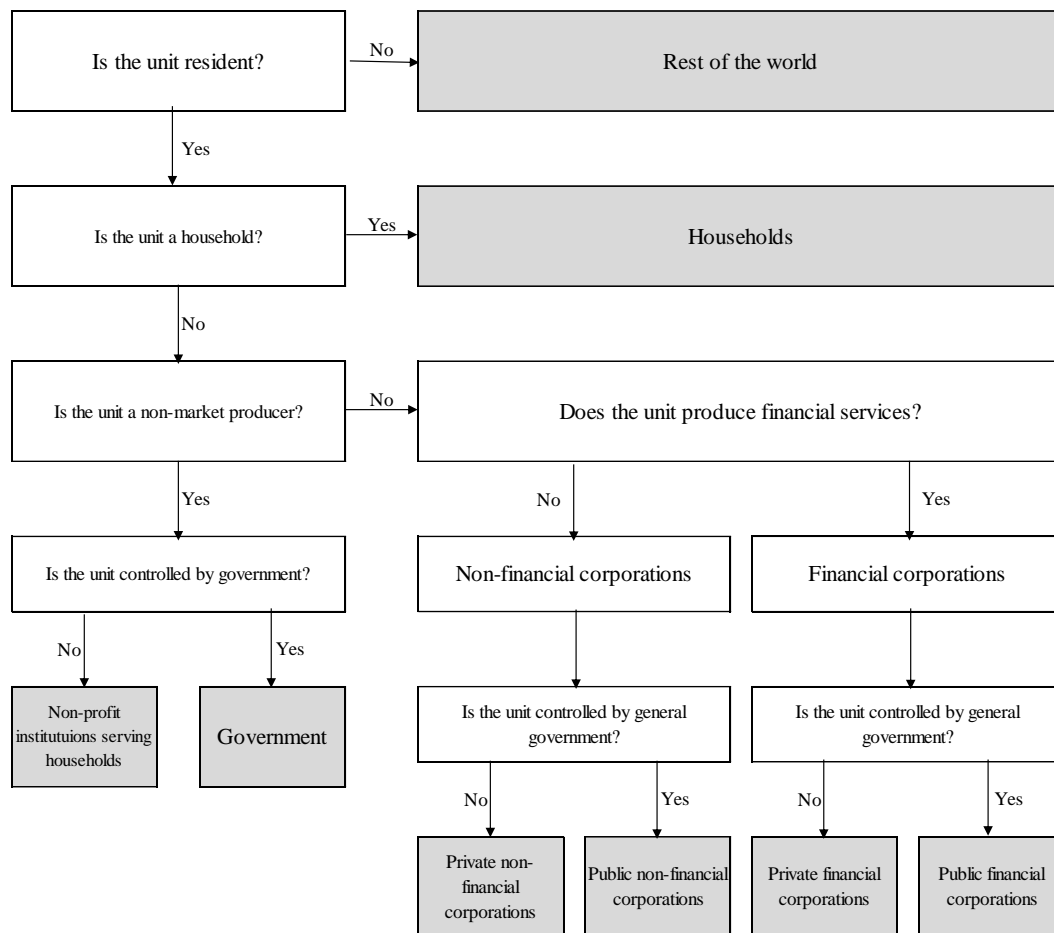 Is the unit resident?
No
Rest of the world
Yes
Is the unit a household?
Yes
Households
No
Is the unit a non-market producer?
No
Does the unit produce financial services?
Yes
No
Yes
Is the unit controlled by government?
Non-financial corporations
Financial corporations
No
Yes
Non-profit
institutuions serving
households
Government
Is the unit controlled by general
government?
Is the unit controlled by general
government?
No
Yes
No
Yes
Private non-
financial
corporations
Public non-financial
corporations
Private financial
corporations
Public financial
corporations